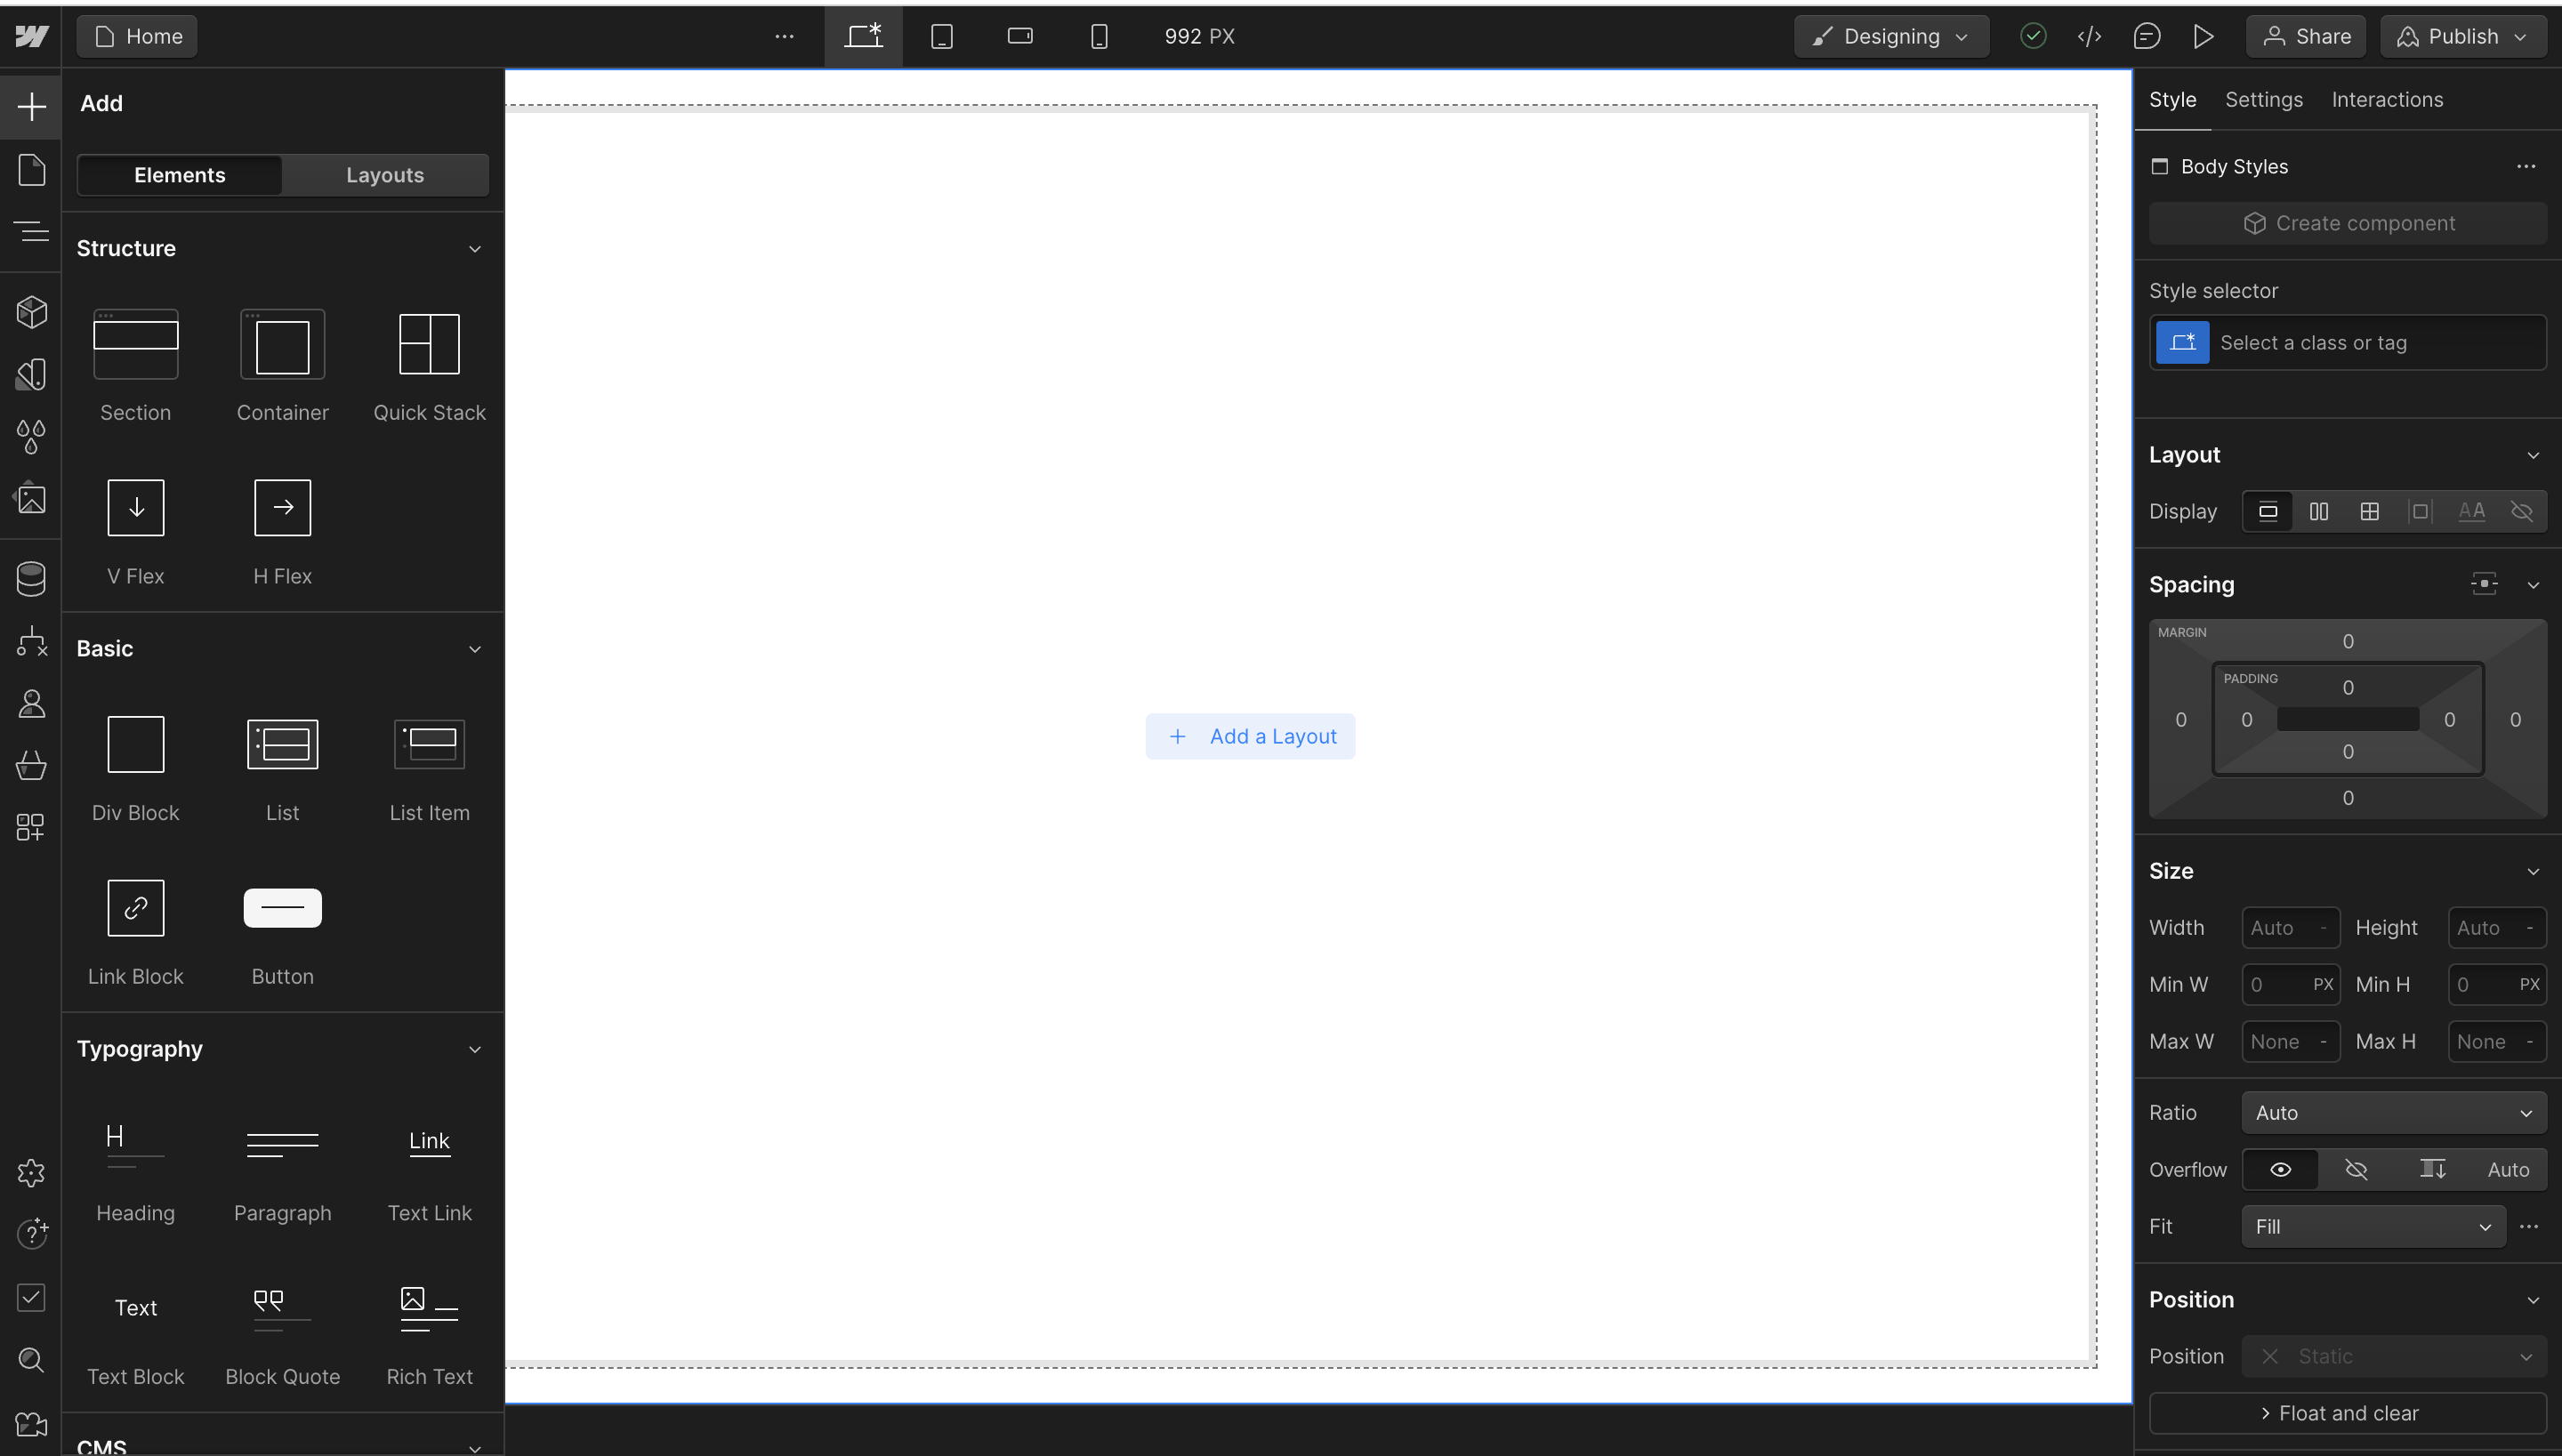 Home
992 PX
Designing
Share
Publish
Add
Elements
Layouts
Structure
Section
Container
Quick Stack
V Flex
H Flex
Basic
Div Block
List
List Item
Link Block
Button
Typography
H
Link
Heading
Paragraph
Text Link
Text
Text Block
Block Quote
Rich Text
CMS
Add a Layout
Style
Settings
Interactions
Body Styles
Create component
Style selector
Select a class or tag
Layout
Display
AA
Spacing
MARGIN
0
PADDING
0
0
0
0
0
0
0
Size
Width
Auto
-
Height
Auto
-
Min W
0
PX
Min H
0
PX
Max W
None
-
Max H
None
-
Ratio
Auto
Overflow
Auto
Fit
Fill
Position
Position
Static
Float and clear